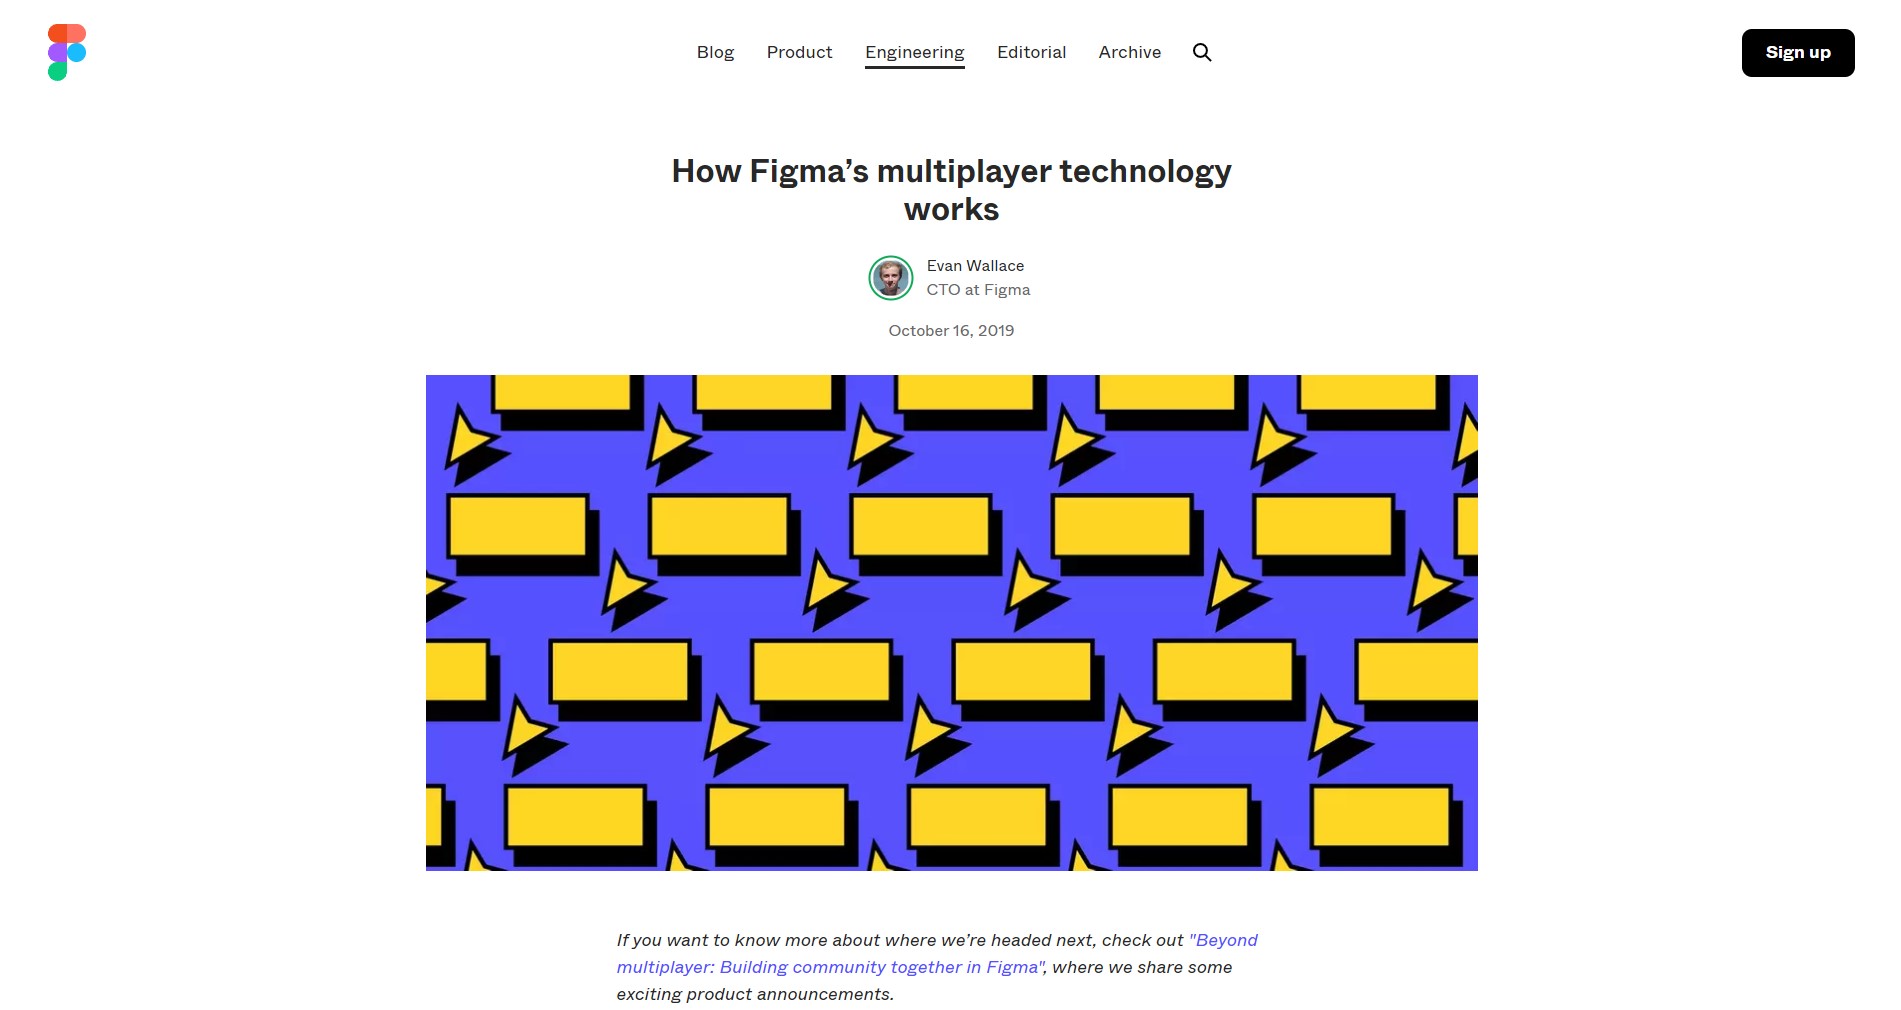 Blog Product Engineering Editorial Archive
Sign up
How Figma’s multiplayer technology
works
Evan Wallace
CTO at Figma
October 16, 2019
If you want to know more about where we’re headed next, check out "Beyond
multiplayer: Building community together in Figma", where we share some
exciting product announcements.